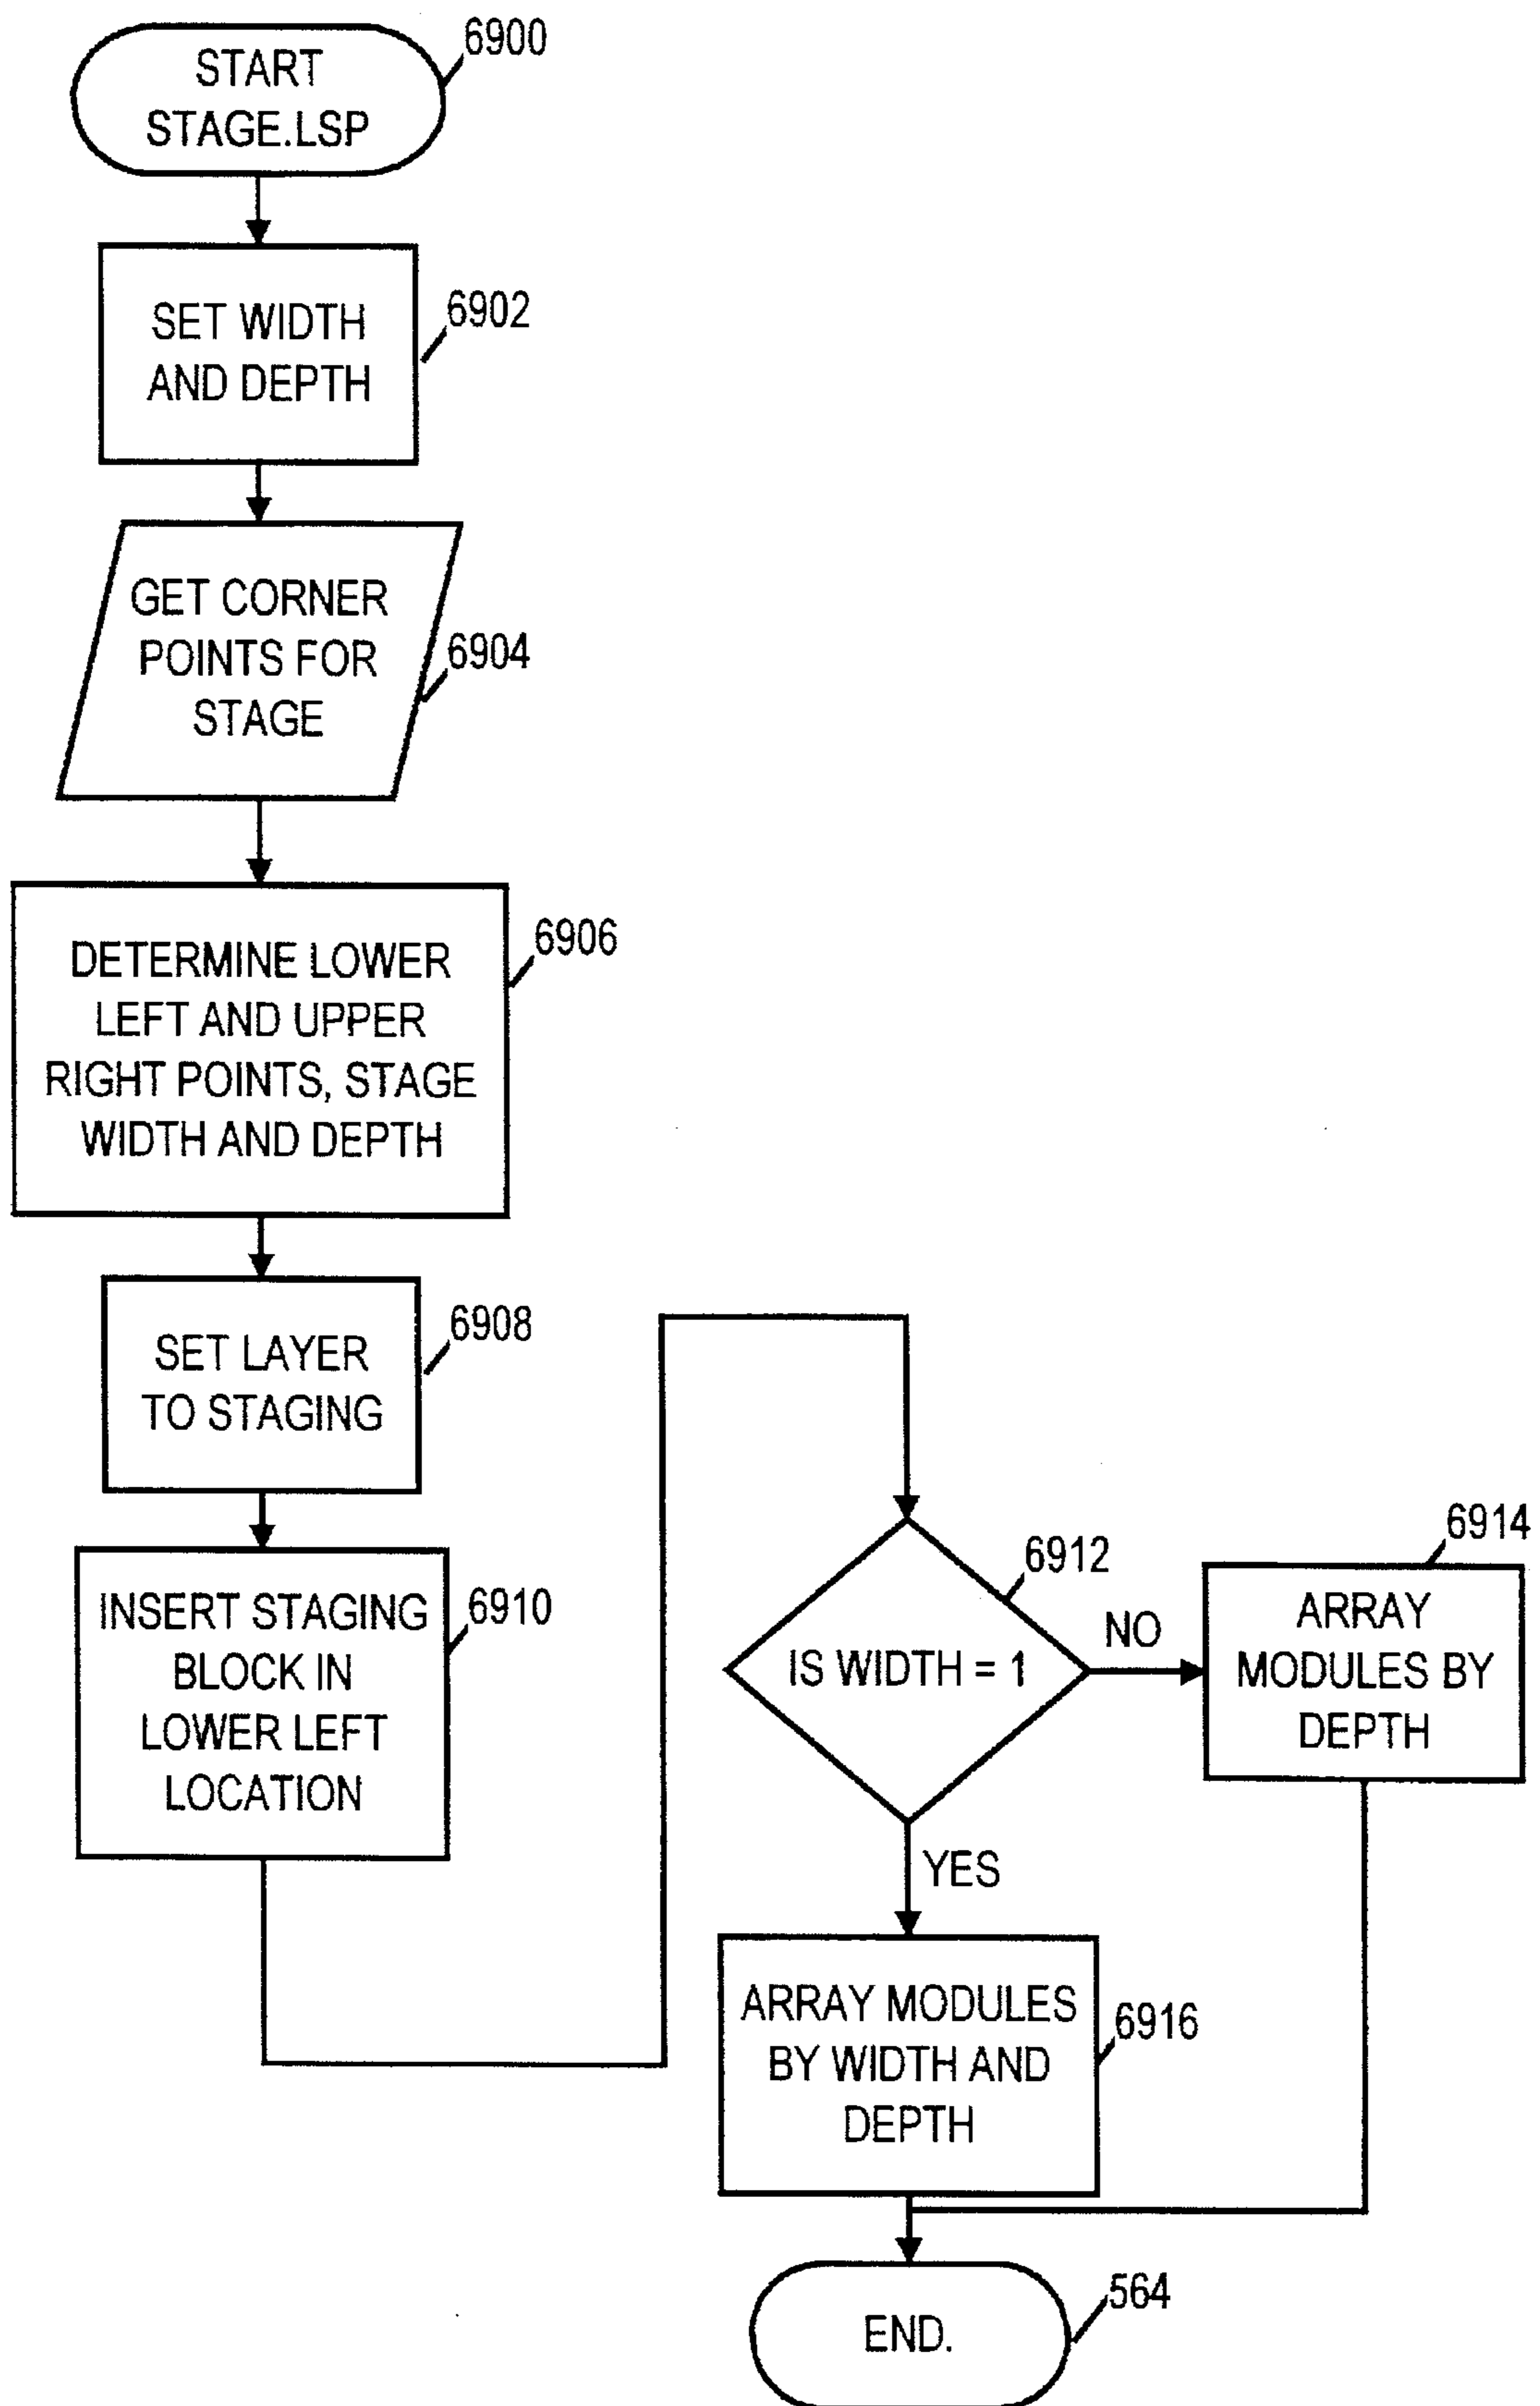 START
STAGE.LSP
6900
SET WIDTH
AND DEPTH
6902
GET CORNER
POINTS FOR
STAGE
6904
DETERMINE LOWER
LEFT AND UPPER
RIGHT POINTS, STAGE
WIDTH AND DEPTH
6906
SET LAYER
TO STAGING
6908
INSERT STAGING
BLOCK IN
LOWER LEFT
LOCATION
6910
IS WIDTH = 1
6912
NO
ARRAY
MODULES BY
DEPTH
6914
YES
ARRAY MODULES
BY WIDTH AND
DEPTH
6916
END.
564